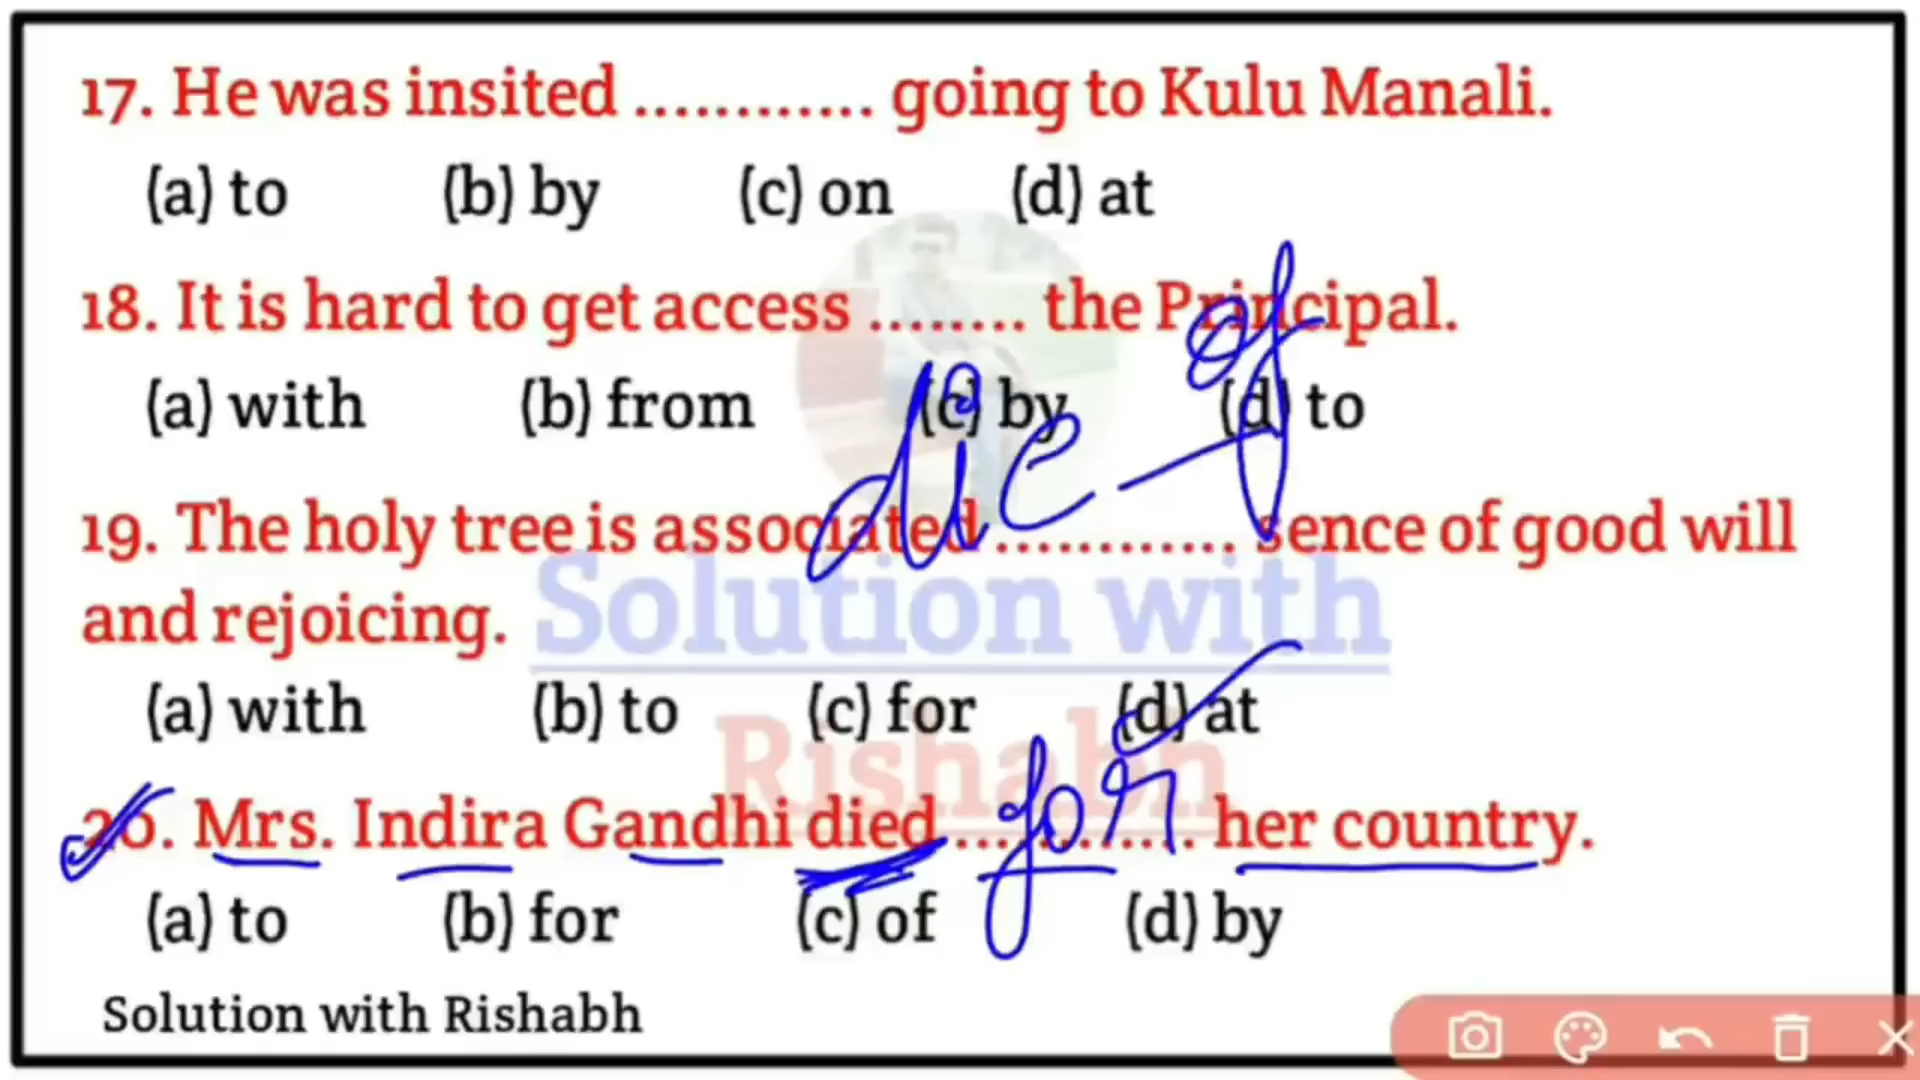 17. He was insited ............ going to Kulu Manali.
(a) to (b) by (c) on (d) at
18. It is hard to get access ........ the Principal.
(a) with (b) from (c) by (d) to
die - of
19. The holy tree is associated ............ sence of good will
and rejoicing.
Solution with
(a) with (b) to (c) for (d) at
Rishabh
20. Mrs. Indira Gandhi died ............ her country.
for
(a) to (b) for (c) of (d) by
Solution with Rishabh